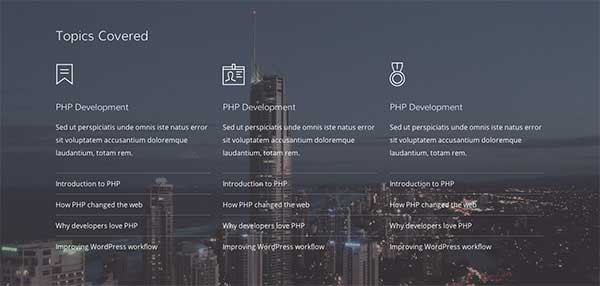 Topics Covered
PHP Development
Sed ut perspiciatis unde omnis iste natus error
sit voluptatem accusantium doloremque
laudantium, totam rem.
Introduction to PHP
How PHP changed the web
Why developers love PHP
Improving WordPress workflow
PHP Development
Sed ut perspiciatis unde omnis iste natus error
sit voluptatem accusantium doloremque
laudantium, totam rem.
Introduction to PHP
How PHP changed the web
Why developers love PHP
Improving WordPress workflow
PHP Development
Sed ut perspiciatis unde omnis iste natus error
sit voluptatem accusantium doloremque
laudantium, totam rem.
Introduction to PHP
How PHP changed the web
Why developers love PHP
Improving WordPress workflow